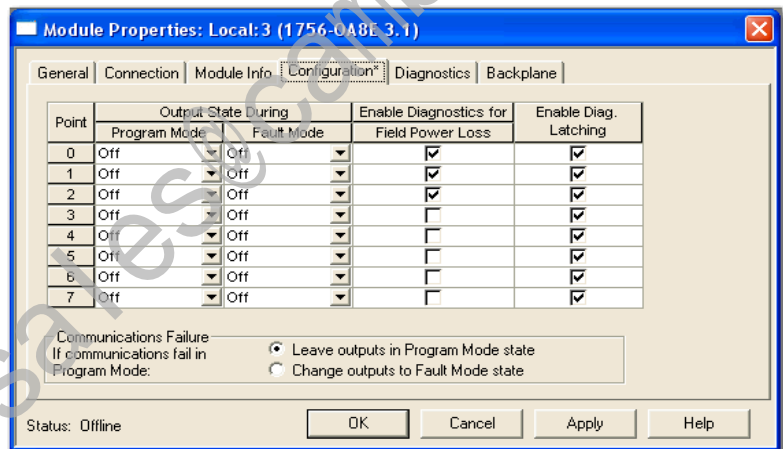 Module Properties: Local:3 (1756-OA8E 3.1)
General Connection Module Info Configuration* Diagnostics Backplane
Point Output State During Enable Diagnostics for Enable Diag. Latching
Program Mode Fault Mode Field Power Loss
0 Off Off
1 Off Off
2 Off Off
3 Off Off
4 Off Off
5 Off Off
6 Off Off
7 Off Off
Communications Failure
If communications fail in Program Mode:
Leave outputs in Program Mode state
Change outputs to Fault Mode state
Status: Offline OK Cancel Apply Help